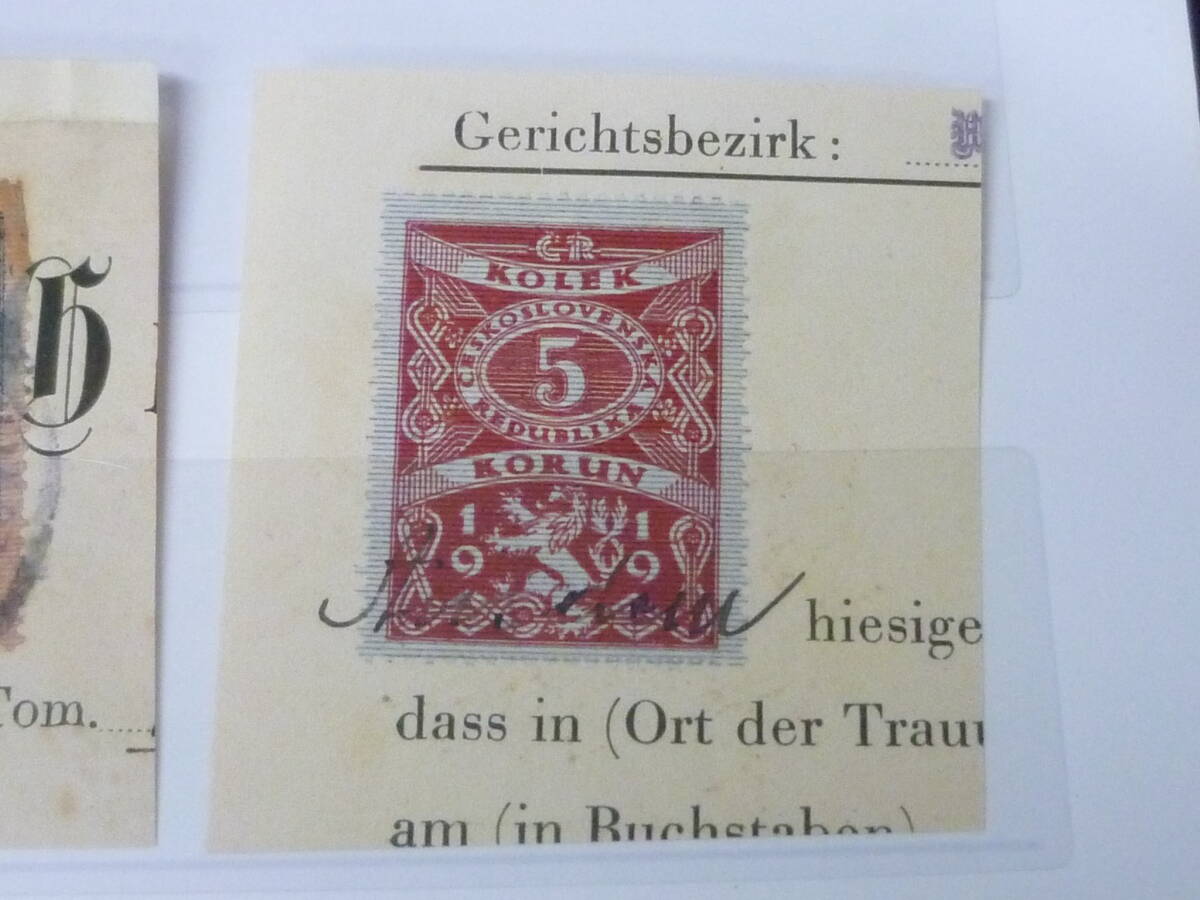 Gerichtsbezirk:
ČR
KOLEK
ČESKOSLOVENSKÁ
5
REPUBLIKA
KORUN
1 1
9 9
hiesige
Tom.
dass in (Ort der Trauu
am (in Buchstaben)